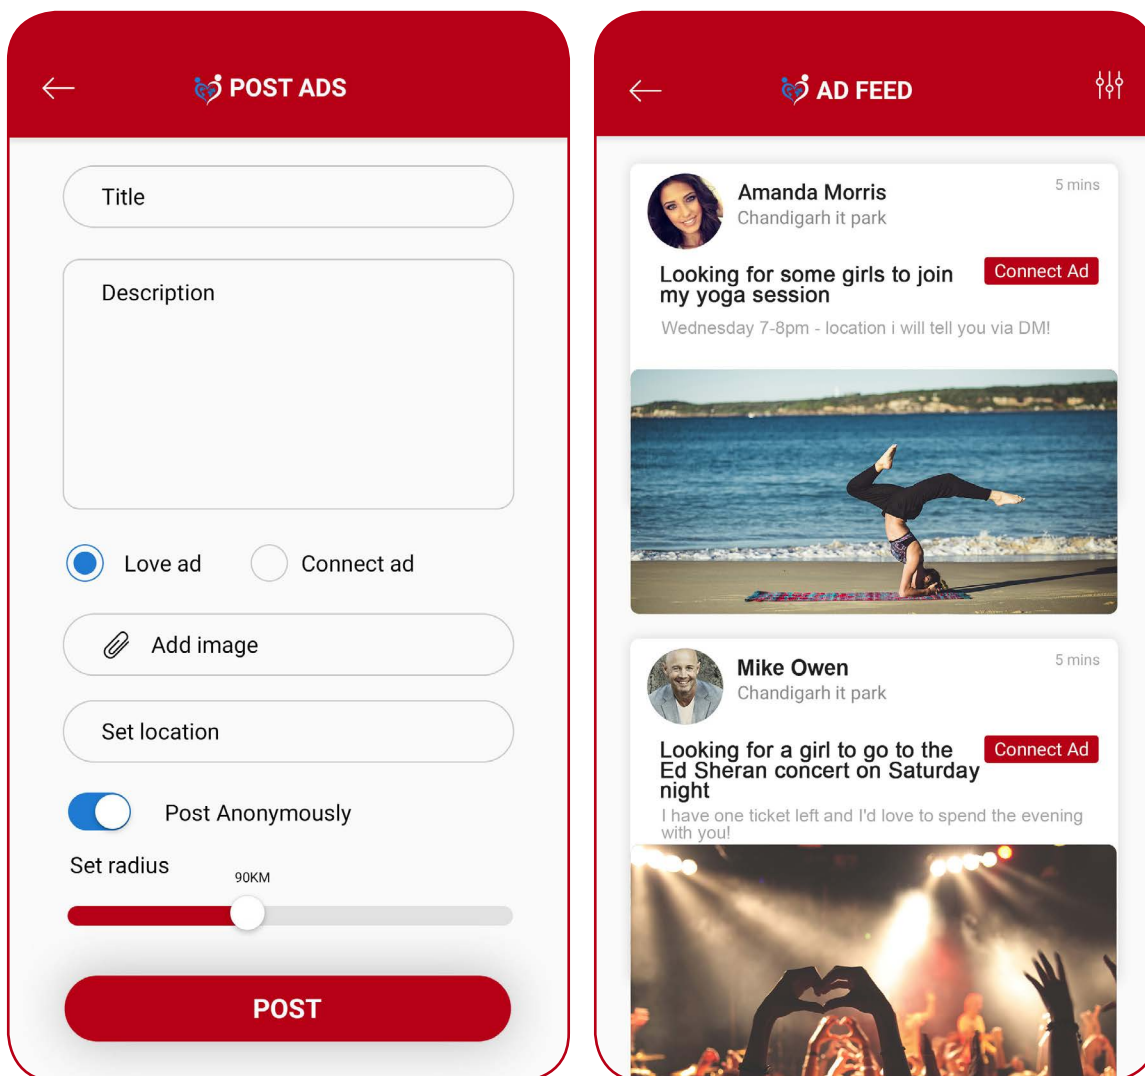 POST ADS
Title
Description
Love ad
Connect ad
Add image
Set location
Post Anonymously
Set radius
90KM
POST
AD FEED
Amanda Morris
5 mins
Chandigarh it park
Looking for some girls to join
my yoga session
Connect Ad
Wednesday 7-8pm - location i will tell you via DM!
Mike Owen
5 mins
Chandigarh it park
Looking for a girl to go to the
Ed Sheran concert on Saturday
night
Connect Ad
I have one ticket left and I'd love to spend the evening
with you!